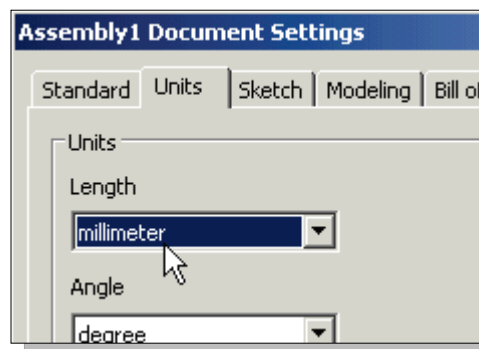 Assembly1 Document Settings
Standard Units Sketch Modeling Bill o
Units
Length
millimeter
Angle
degree